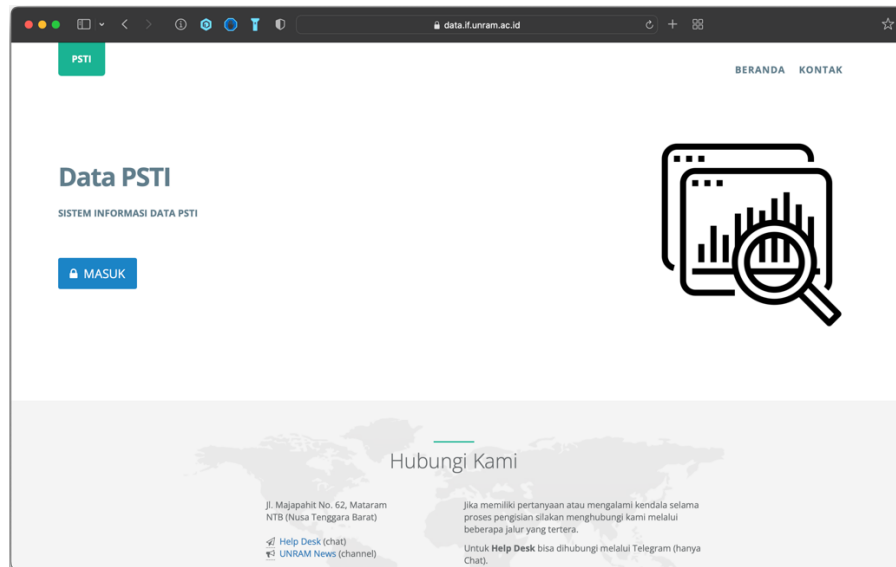 data.if.unram.ac.id
PSTI
BERANDA KONTAK
Data PSTI
SISTEM INFORMASI DATA PSTI
MASUK
Hubungi Kami
Jl. Majapahit No. 62, Mataram
NTB (Nusa Tenggara Barat)
Help Desk (chat)
UNRAM News (channel)
Jika memiliki pertanyaan atau mengalami kendala selama
proses pengisian silakan menghubungi kami melalui
beberapa jalur yang tertera.
Untuk Help Desk bisa dihubungi melalui Telegram (hanya
Chat).